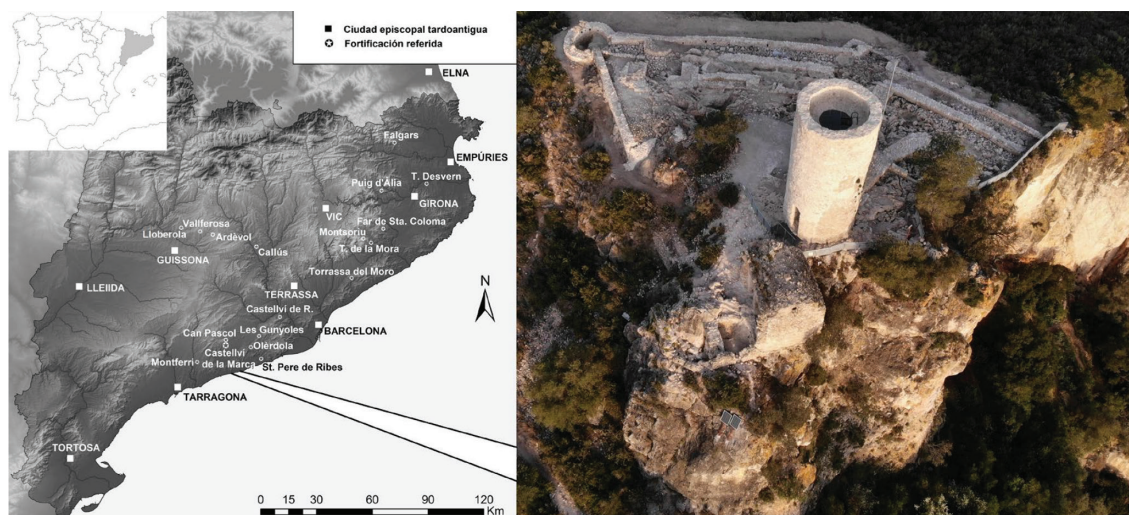 Ciudad episcopal tardoantigua
Fortificación referida
ELNA
Falgars
EMPÚRIES
T. Desvern
Puig d'Àlia
GIRONA
VIC
Far de Sta. Coloma
Vallferosa
Montsoriu
Lloberola
Ardèvol
T. de la Mora
GUISSONA
Callús
Torrassa del Moro
N
LLEIIDA
TERRASSA
Castellví de R.
BARCELONA
Can Pascol
Les Gunyoles
Olèrdola
Castellví
de la Marca
Montferri
St. Pere de Ribes
TARRAGONA
TORTOSA
0 15 30 60 90 120
Km